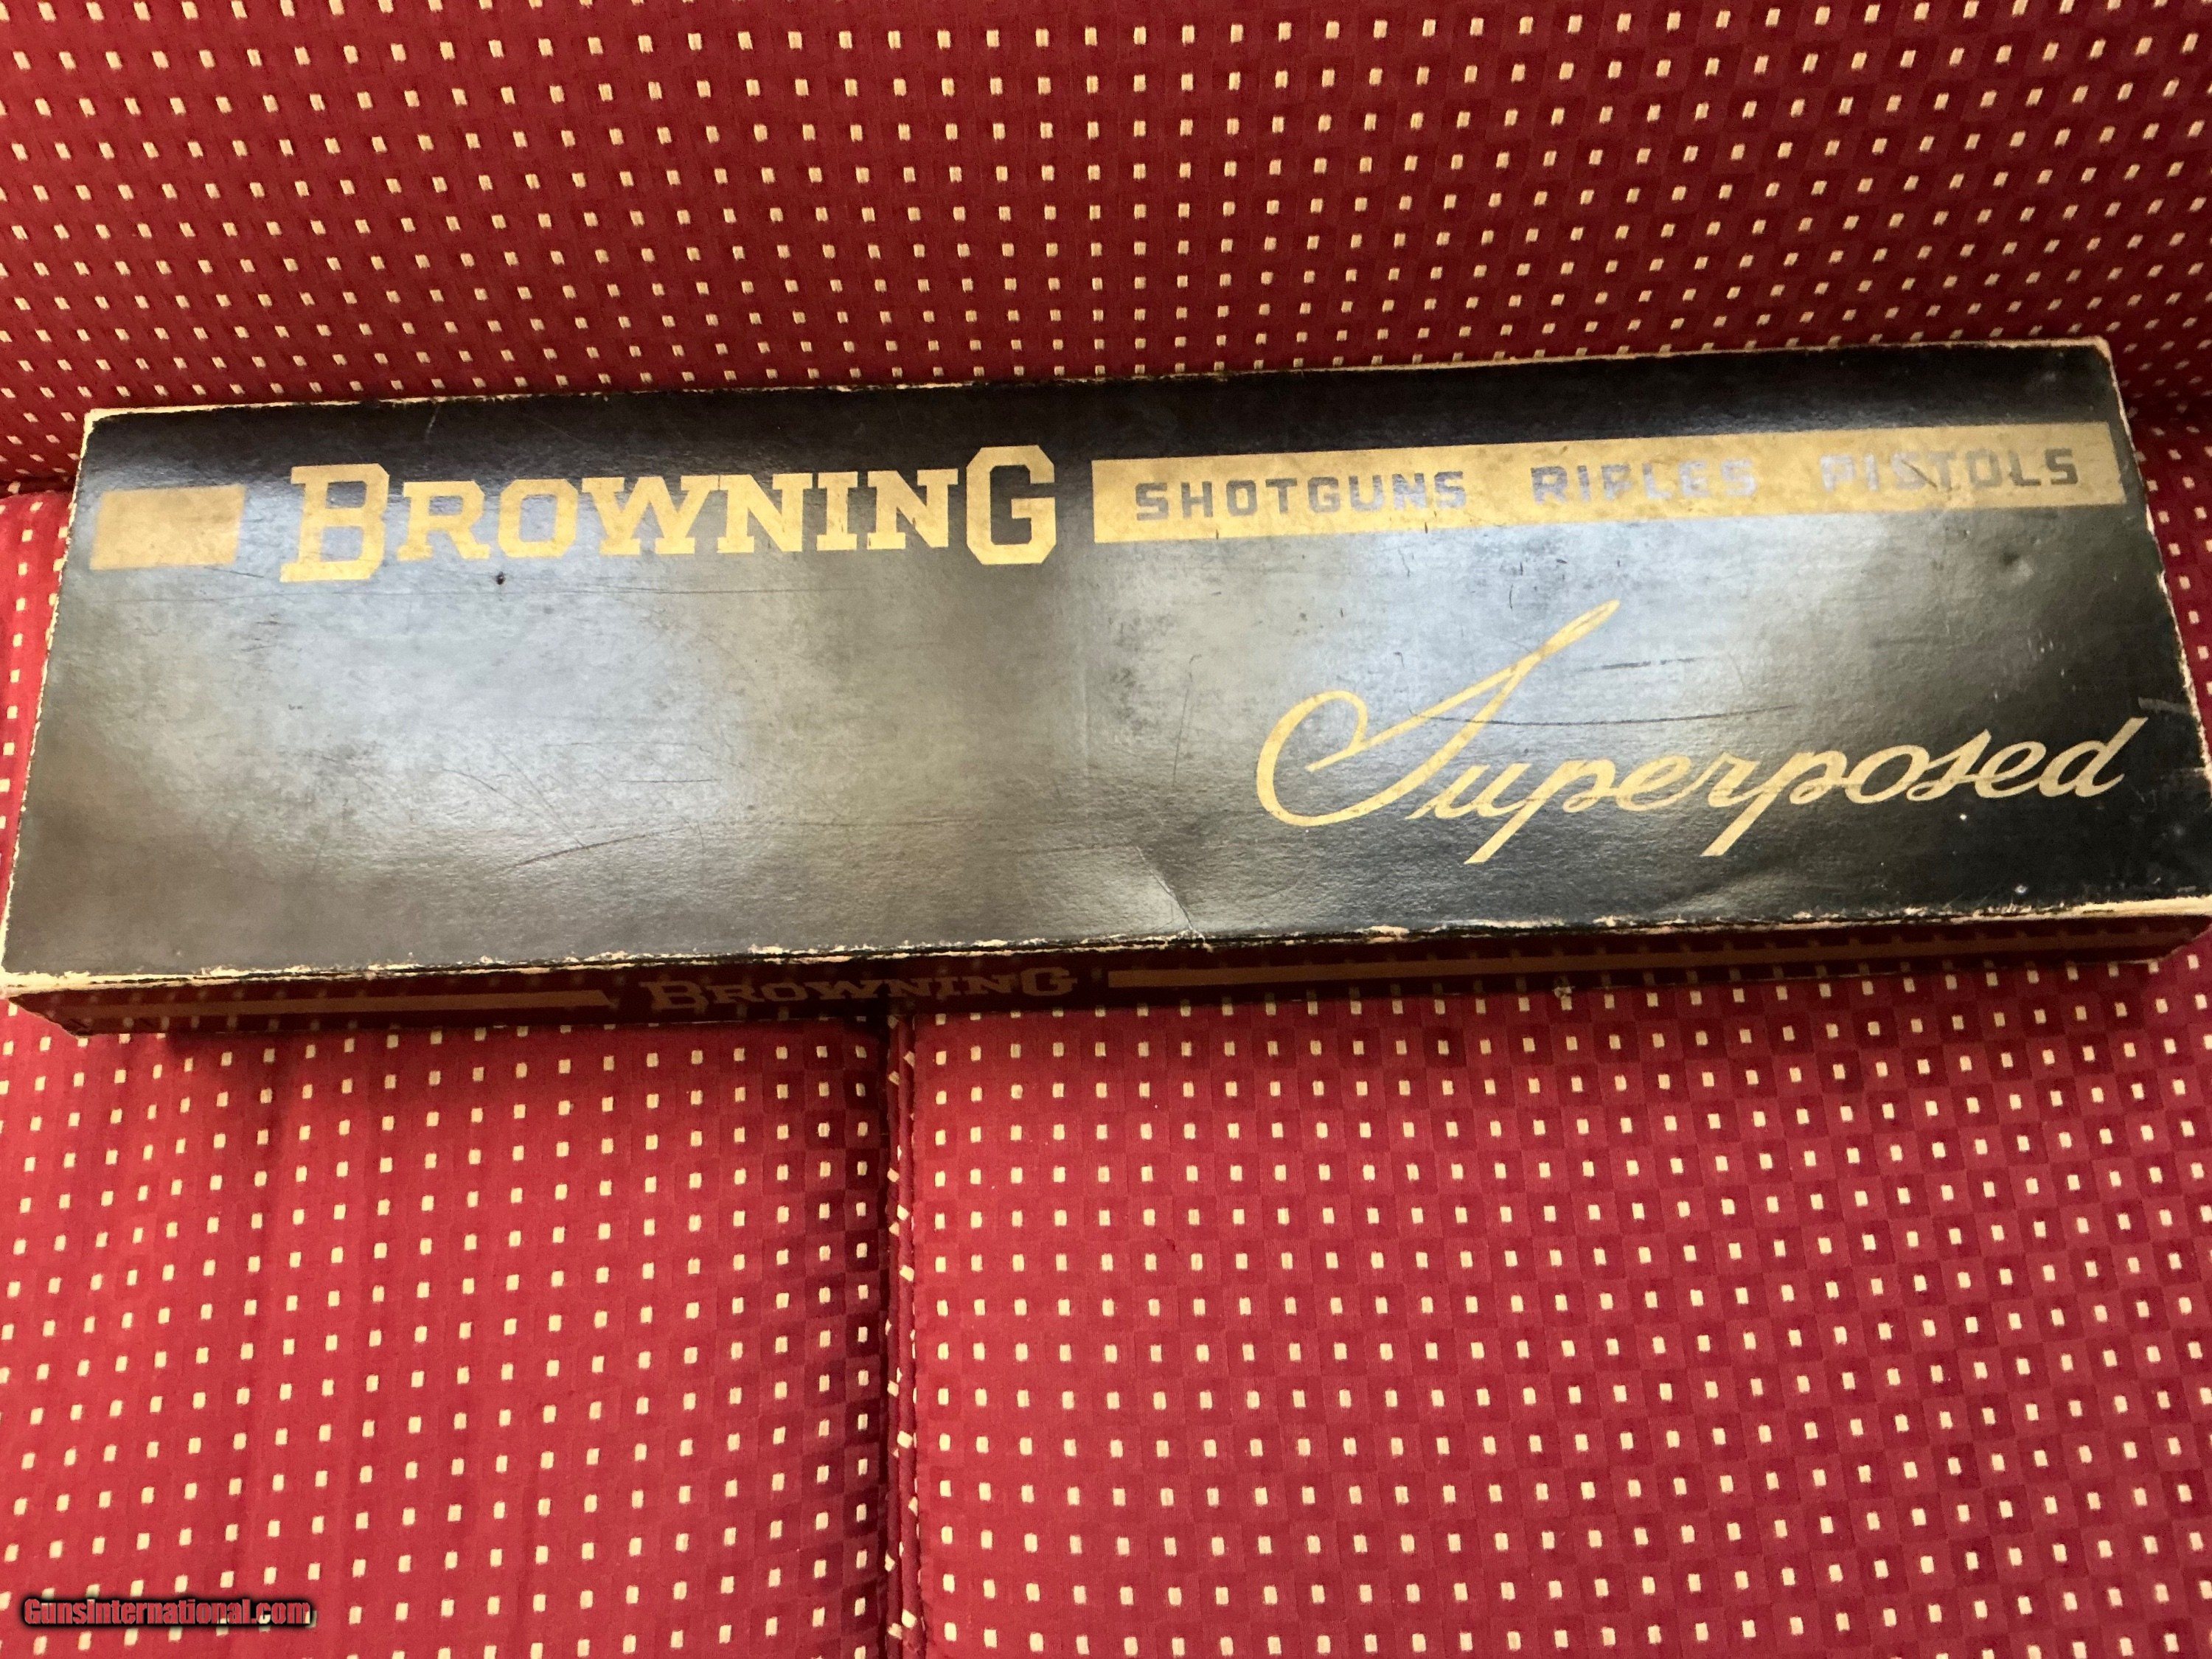 BROWNING SHOTGUNS RIFLES PISTOLS
Superposed
BROWNING
GunsInternational.com